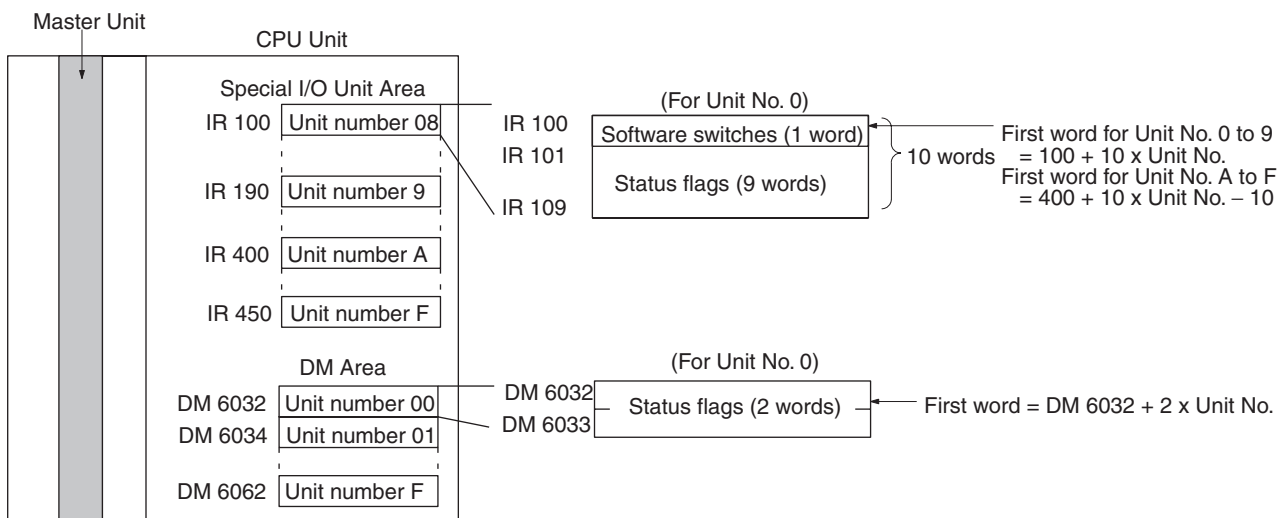 Master Unit
CPU Unit
Special I/O Unit Area
IR 100 Unit number 08
IR 190 Unit number 9
IR 400 Unit number A
IR 450 Unit number F
(For Unit No. 0)
IR 100
Software switches (1 word)
IR 101
Status flags (9 words)
IR 109
10 words
First word for Unit No. 0 to 9
= 100 + 10 x Unit No.
First word for Unit No. A to F
= 400 + 10 x Unit No. – 10
DM Area
DM 6032 Unit number 00
DM 6034 Unit number 01
DM 6062 Unit number F
(For Unit No. 0)
DM 6032
Status flags (2 words)
DM 6033
First word = DM 6032 + 2 x Unit No.